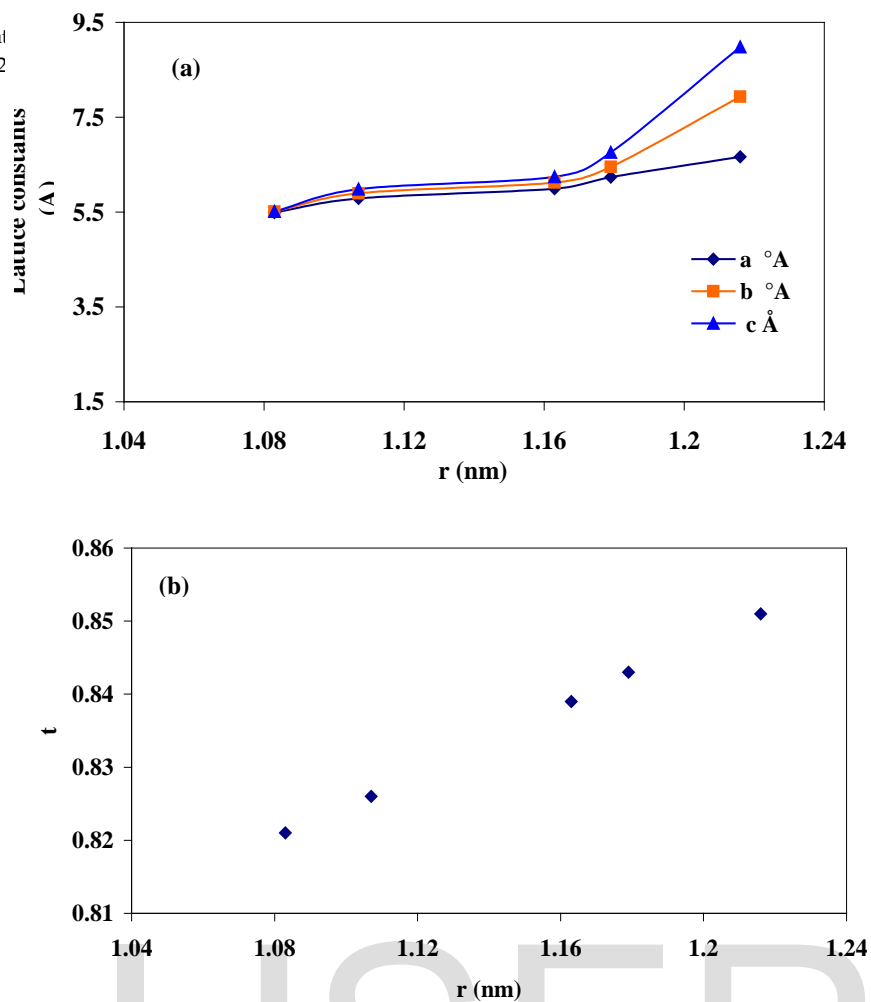 9.5
(a)
7.5
5.5
3.5
1.5
Lattice constants
(A)
a °A
b °A
c Å
1.04 1.08 1.12 1.16 1.2 1.24
r (nm)
0.86
(b)
0.85
0.84
0.83
0.82
0.81
t
1.04 1.08 1.12 1.16 1.2 1.24
r (nm)